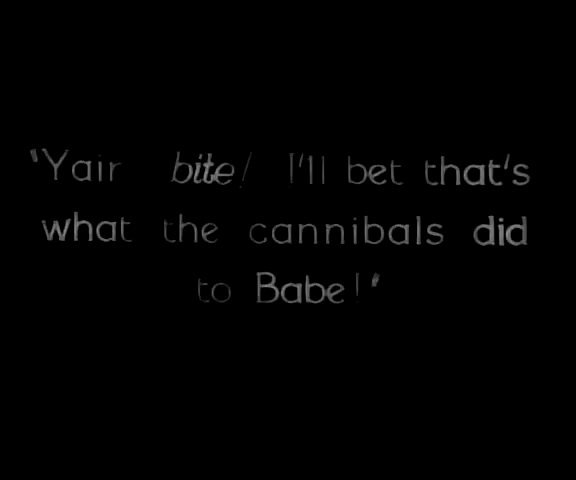 "Yair bite! I'll bet that's
what the cannibals did
to Babe!"